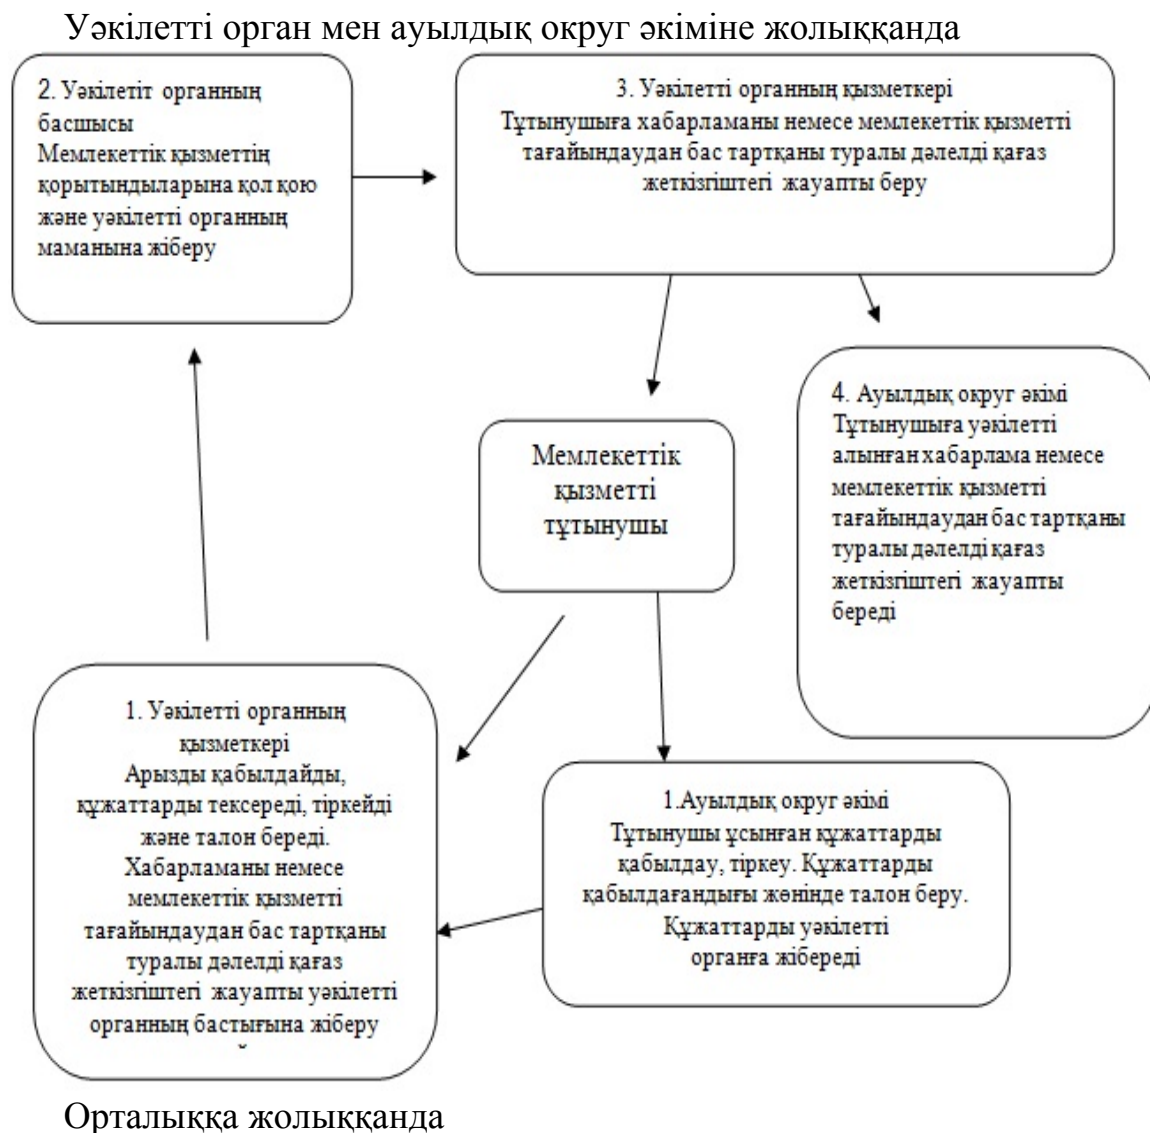 Уәкілетті орган мен ауылдық округ әкіміне жолыққанда
2. Уәкілетіт органның
басшысы
Мемлекеттік қызметтің
қорытындыларына қол қою
және уәкілетті органның
маманына жіберу
3. Уәкілетті органның қызметкері
Тұтынушыға хабарламаны немесе мемлекеттік қызметті
тағайындаудан бас тартқаны туралы дәлелді қағаз
жеткізгіштегі жауапты беру
4. Ауылдық округ әкімі
Тұтынушыға уәкілетті
алынған хабарлама немесе
мемлекеттік қызметті
тағайындаудан бас тартқаны
туралы дәлелді қағаз
жеткізгіштегі жауапты
береді
Мемлекеттік
қызметті
тұтынушы
1. Уәкілетті органның
қызметкері
Арызды қабылдайды,
құжаттарды тексереді, тіркейді
және талон береді.
Хабарламаны немесе
мемлекеттік қызметті
тағайындаудан бас тартқаны
туралы дәлелді қағаз
жеткізгіштегі жауапты уәкілетті
органның бастығына жіберу
1.Ауылдық округ әкімі
Тұтынушы ұсынған құжаттарды
қабылдау, тіркеу. Құжаттарды
қабылдағандығы жөнінде талон беру.
Құжаттарды уәкілетті
органға жібереді
Орталыққа жолыққанда